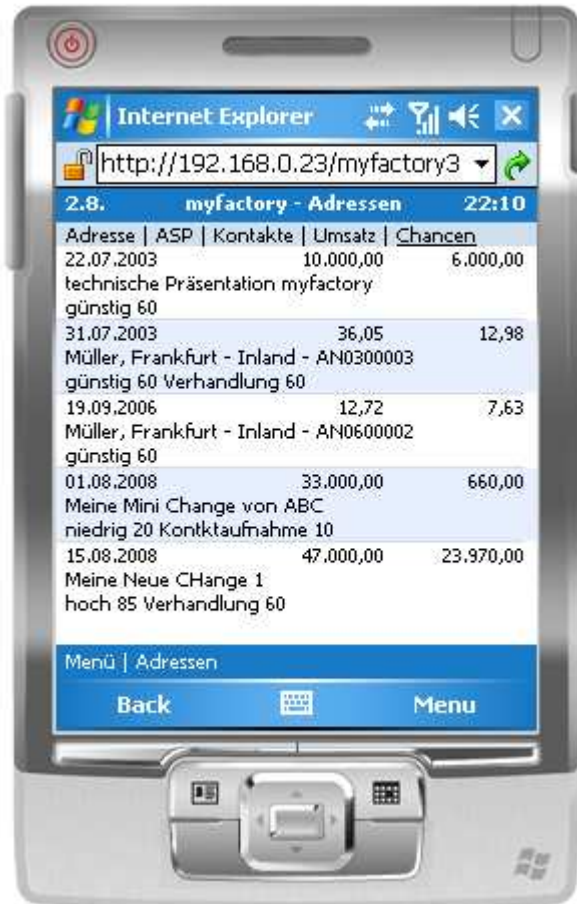 Internet Explorer
http://192.168.0.23/myfactory3
2.8. myfactory - Adressen 22:10
Adresse | ASP | Kontakte | Umsatz | Chancen
22.07.2003 10.000,00 6.000,00
technische Präsentation myfactory
günstig 60
31.07.2003 36,05 12,98
Müller, Frankfurt - Inland - AN0300003
günstig 60 Verhandlung 60
19.09.2006 12,72 7,63
Müller, Frankfurt - Inland - AN0600002
günstig 60
01.08.2008 33.000,00 660,00
Meine Mini Change von ABC
niedrig 20 Kontktaufnahme 10
15.08.2008 47.000,00 23.970,00
Meine Neue CHange 1
hoch 85 Verhandlung 60
Menü | Adressen
Back Menu